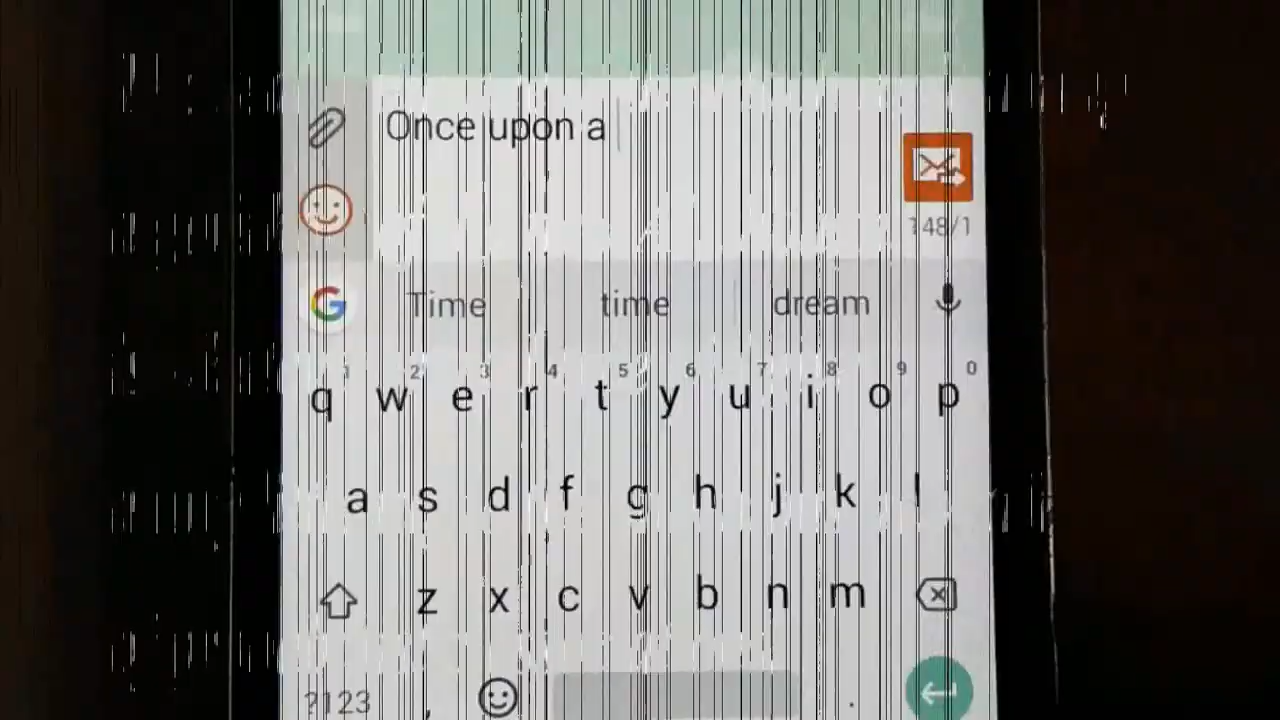 Once upon a
148/1
G Time time dream
1 2 3 4 5 6 7 8 9 0
q w e r t y u i o p
a s d f g h j k l
z x c v b n m
?123 , .